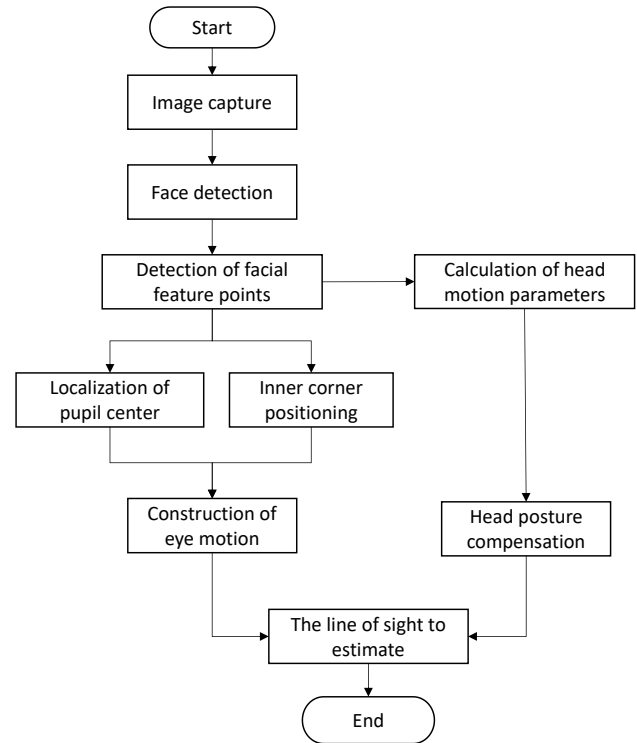 Start
Image capture
Face detection
Detection of facial
feature points
Calculation of head
motion parameters
Localization of
pupil center
Inner corner
positioning
Construction of
eye motion
Head posture
compensation
The line of sight to
estimate
End